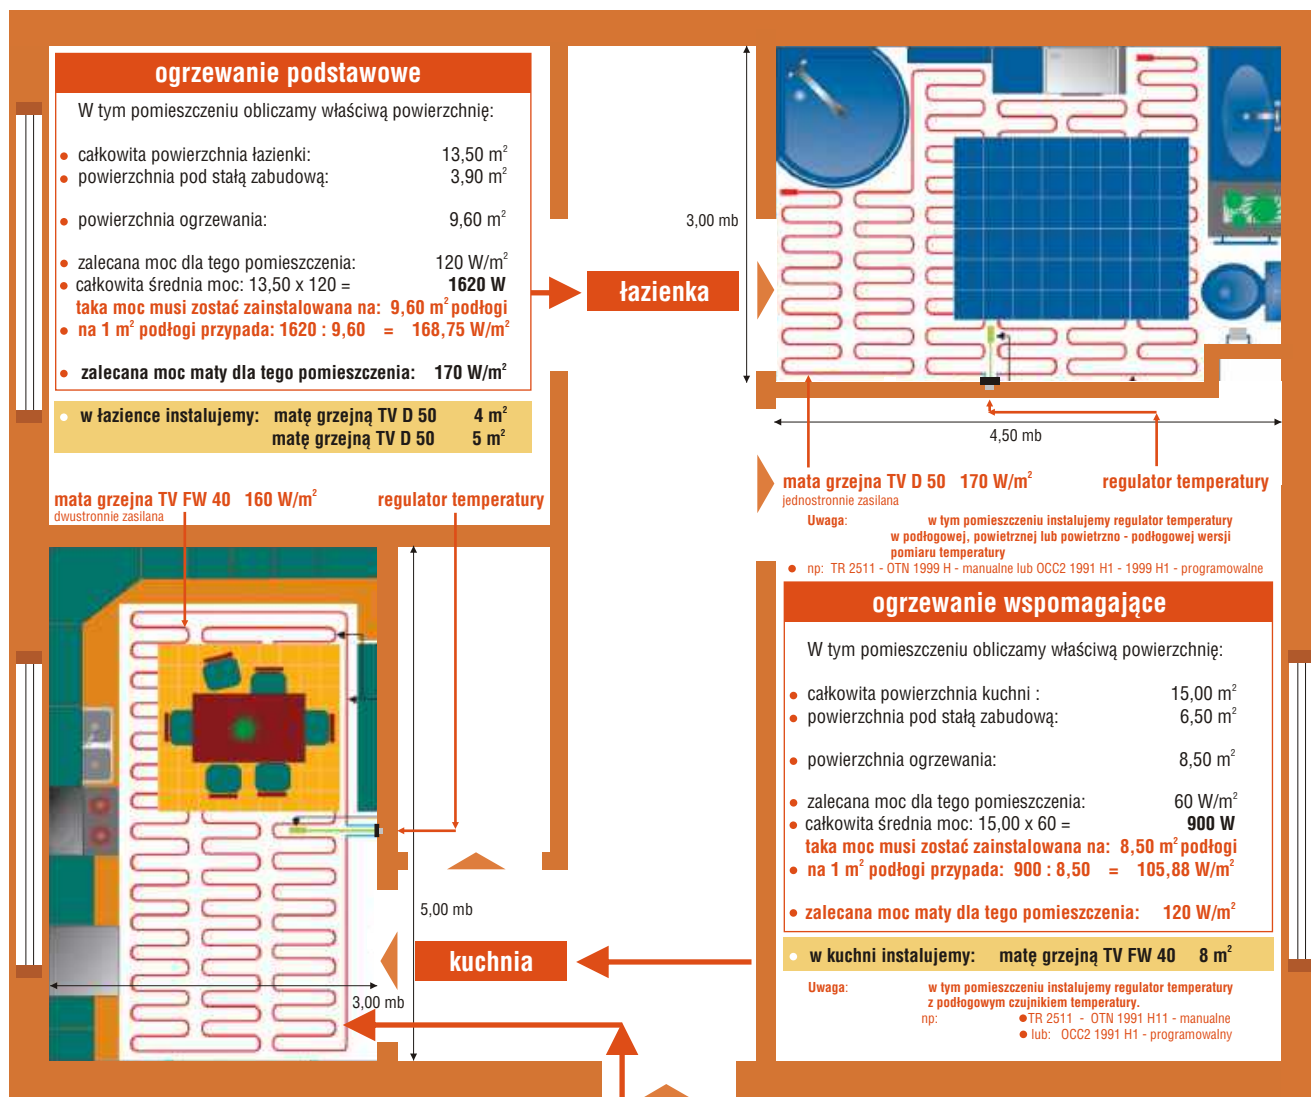 ogrzewanie podstawowe
W tym pomieszczeniu obliczamy właściwą powierzchnię:
● całkowita powierzchnia łazienki: 13,50 m²
● powierzchnia pod stałą zabudową: 3,90 m²
● powierzchnia ogrzewania: 9,60 m²
● zalecana moc dla tego pomieszczenia: 120 W/m²
● całkowita średnia moc: 13,50 x 120 = 1620 W
taka moc musi zostać zainstalowana na: 9,60 m² podłogi
● na 1 m² podłogi przypada: 1620 : 9,60 = 168,75 W/m²
● zalecana moc maty dla tego pomieszczenia: 170 W/m²
● w łazience instalujemy: matę grzejną TV D 50 4 m²
matę grzejną TV D 50 5 m²
łazienka
3,00 mb
4,50 mb
mata grzejna TV FW 40 160 W/m²
dwustronnie zasilana
regulator temperatury
mata grzejna TV D 50 170 W/m²
jednostronnie zasilana
regulator temperatury
Uwaga: w tym pomieszczeniu instalujemy regulator temperatury
w podłogowej, powietrznej lub powietrzno - podłogowej wersji
pomiaru temperatury
● np: TR 2511 - OTN 1999 H - manualne lub OCC2 1991 H1 - 1999 H1 - programowalne
ogrzewanie wspomagające
W tym pomieszczeniu obliczamy właściwą powierzchnię:
● całkowita powierzchnia kuchni : 15,00 m²
● powierzchnia pod stałą zabudową: 6,50 m²
● powierzchnia ogrzewania: 8,50 m²
● zalecana moc dla tego pomieszczenia: 60 W/m²
● całkowita średnia moc: 15,00 x 60 = 900 W
taka moc musi zostać zainstalowana na: 8,50 m² podłogi
● na 1 m² podłogi przypada: 900 : 8,50 = 105,88 W/m²
● zalecana moc maty dla tego pomieszczenia: 120 W/m²
● w kuchni instalujemy: matę grzejną TV FW 40 8 m²
Uwaga: w tym pomieszczeniu instalujemy regulator temperatury
z podłogowym czujnikiem temperatury.
np: ● TR 2511 - OTN 1991 H11 - manualne
● lub: OCC2 1991 H1 - programowalny
5,00 mb
kuchnia
3,00 mb